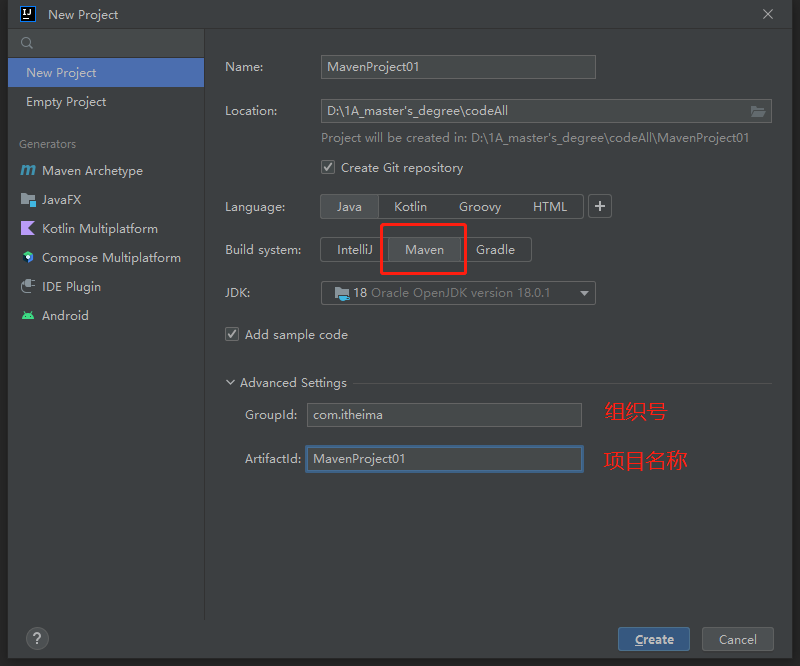 New Project
New Project
Empty Project
Generators
Maven Archetype
JavaFX
Kotlin Multiplatform
Compose Multiplatform
IDE Plugin
Android
Name: MavenProject01
Location: D:\1A_master's_degree\codeAll
Project will be created in: D:\1A_master's_degree\codeAll\MavenProject01
Create Git repository
Language: Java Kotlin Groovy HTML +
Build system: IntelliJ Maven Gradle
JDK: 18 Oracle OpenJDK version 18.0.1
Add sample code
Advanced Settings
GroupId: com.itheima 组织号
ArtifactId: MavenProject01 项目名称
? Create Cancel